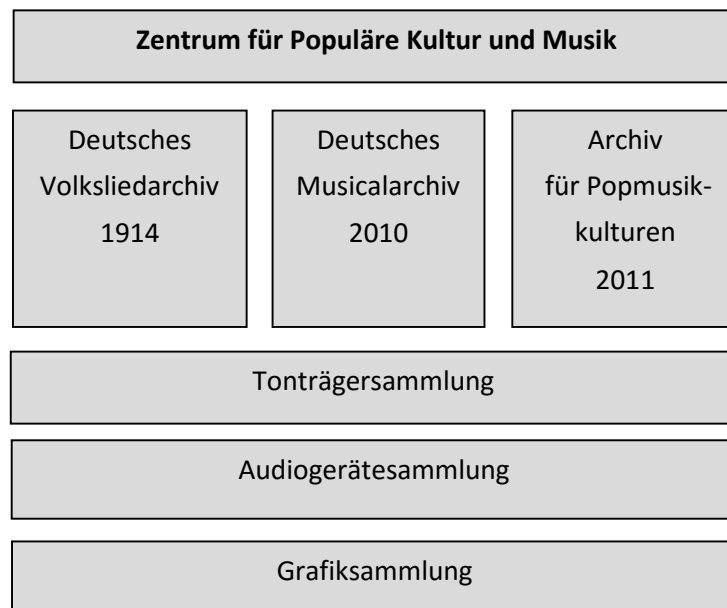 Zentrum für Populäre Kultur und Musik
Deutsches
Volksliedarchiv
1914
Deutsches
Musicalarchiv
2010
Archiv
für Popmusik-
kulturen
2011
Tonträgersammlung
Audiogerätesammlung
Grafiksammlung